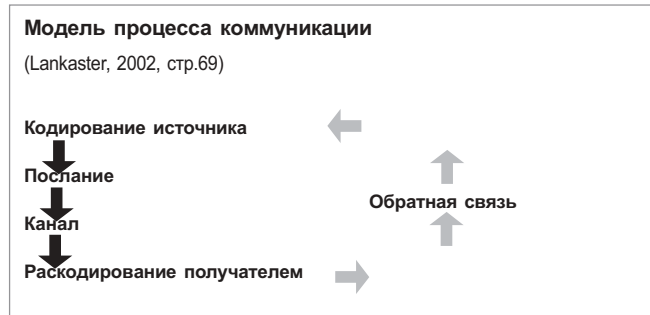 Модель процесса коммуникации
(Lankaster, 2002, стр.69)
Кодирование источника
Послание
Обратная связь
Канал
Раскодирование получателем